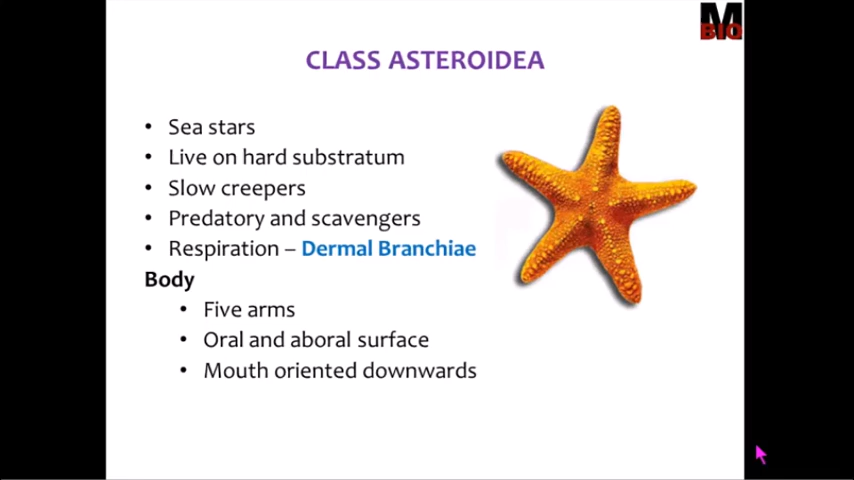 M
BIO
CLASS ASTEROIDEA
• Sea stars
• Live on hard substratum
• Slow creepers
• Predatory and scavengers
• Respiration – Dermal Branchiae
Body
• Five arms
• Oral and aboral surface
• Mouth oriented downwards